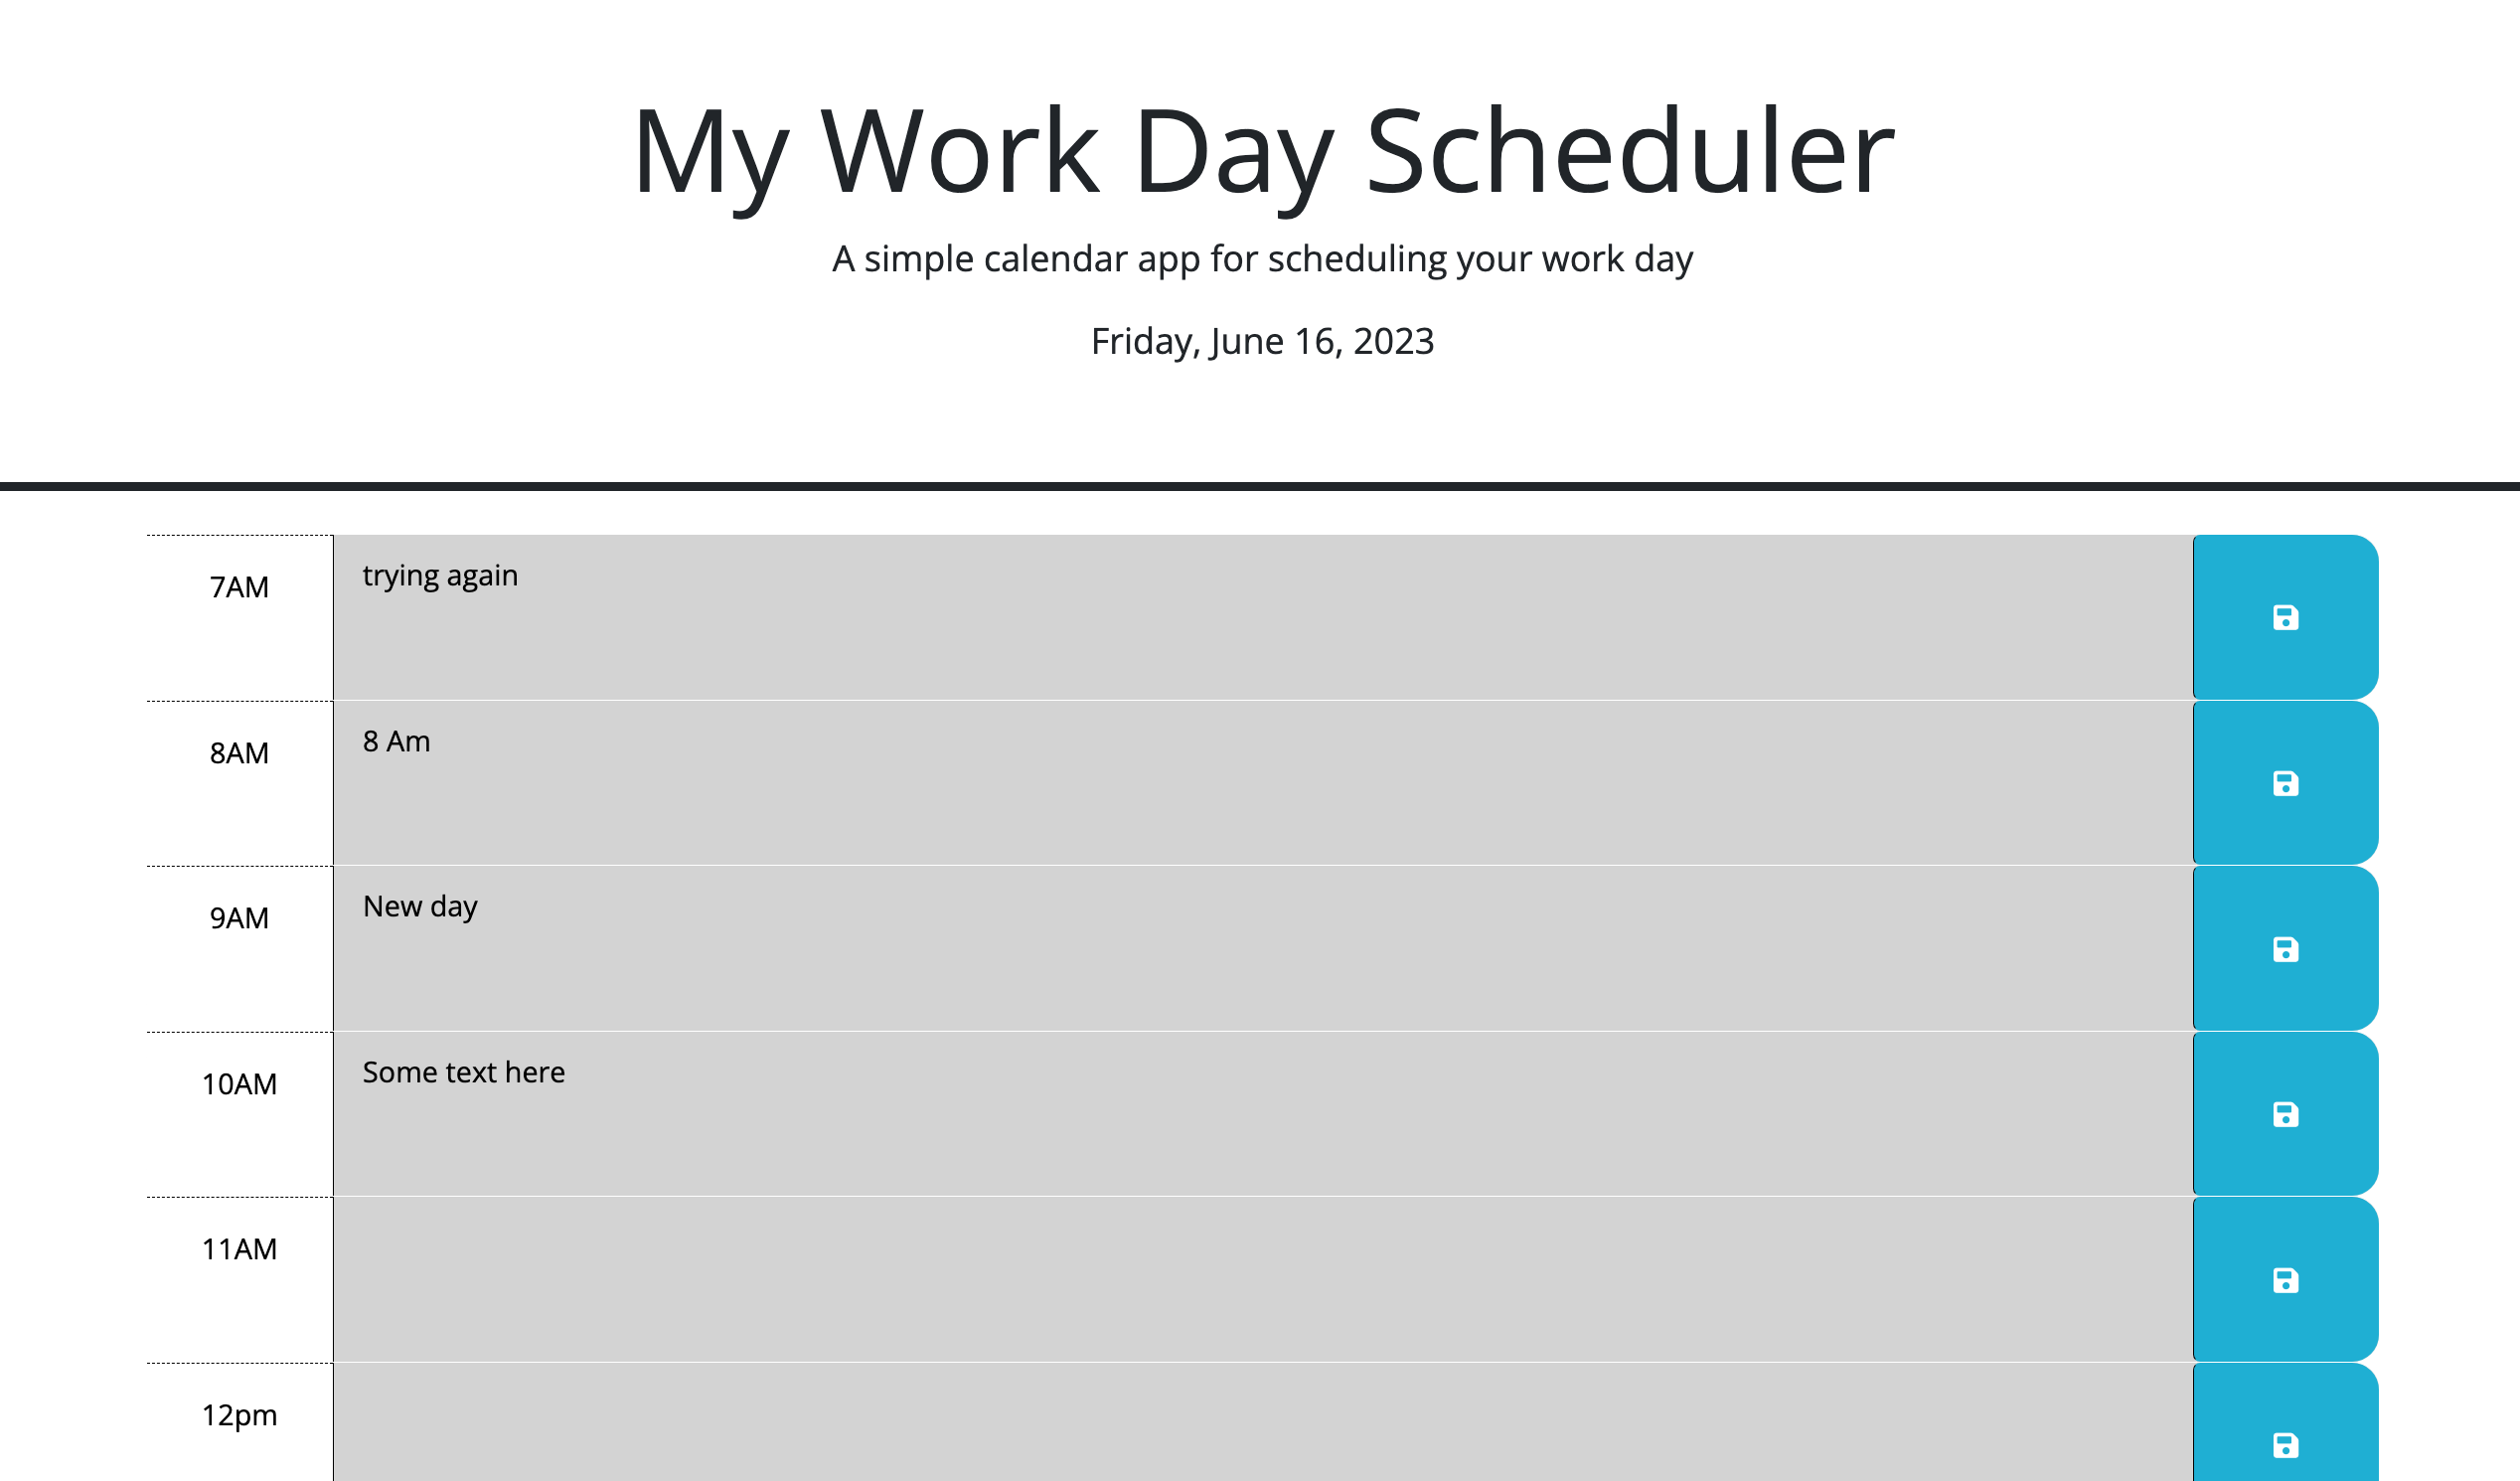 My Work Day Scheduler
A simple calendar app for scheduling your work day
Friday, June 16, 2023
7AM
trying again
8AM
8 Am
9AM
New day
10AM
Some text here
11AM
12pm